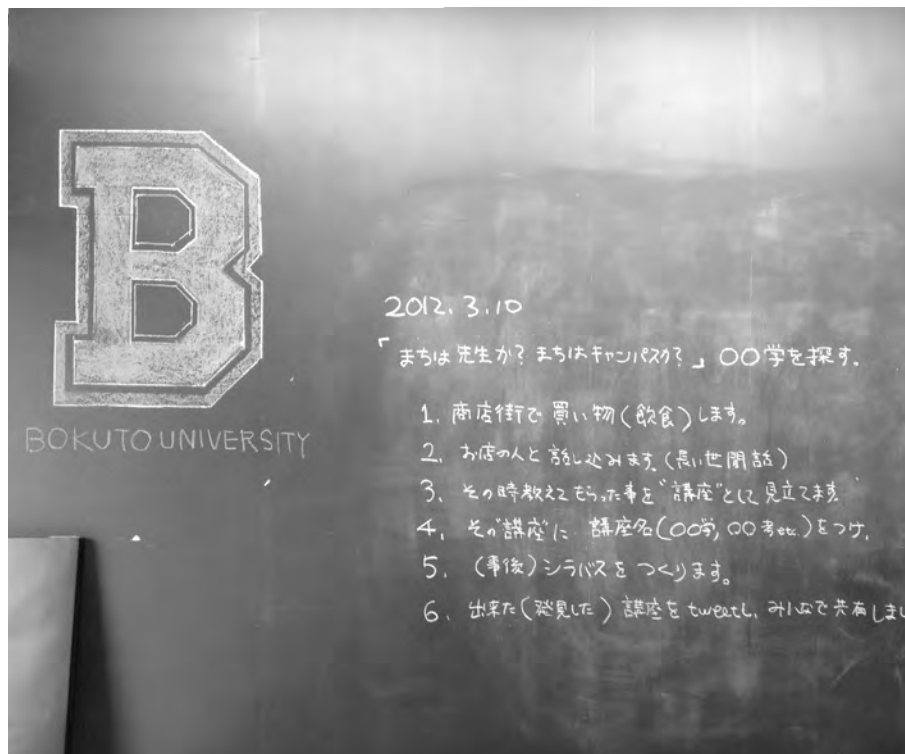 B
BOKUTO UNIVERSITY
2012.3.10
「まちは先生か？まちはキャンパスか？」〇〇学を探す.
1. 商店街で買い物(飲食)します。
2. お店の人と話し込みます.(長い世間話)
3. その時教えてもらった事を"講座"として見立てます.
4. その"講座"に講座名(〇〇学,〇〇考etc.)をつけ,
5. (事後)シラバスをつくります。
6. 出来た(発見した)講座をtweetし、みんなで共有しまし